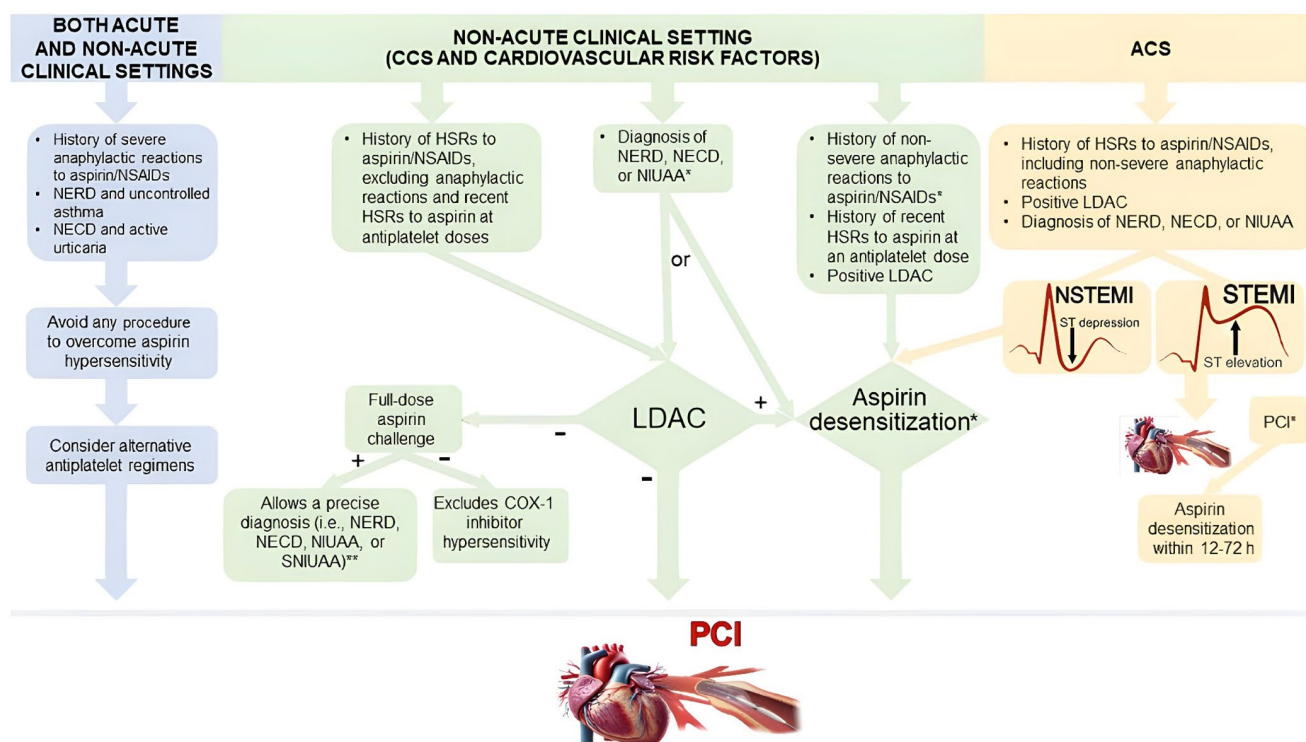 BOTH ACUTE
AND NON-ACUTE
CLINICAL SETTINGS
NON-ACUTE CLINICAL SETTING
(CCS AND CARDIOVASCULAR RISK FACTORS)
ACS
• History of severe
anaphylactic reactions
to aspirin/NSAIDs
• NERD and uncontrolled
asthma
• NECD and active
urticaria
• History of HSRs to
aspirin/NSAIDs,
excluding anaphylactic
reactions and recent
HSRs to aspirin at
antiplatelet doses
• Diagnosis of
NERD, NECD,
or NIUAA*
• History of non-
severe anaphylactic
reactions to
aspirin/NSAIDs*
• History of recent
HSRs to aspirin at
an antiplatelet dose
• Positive LDAC
• History of HSRs to aspirin/NSAIDs,
including non-severe anaphylactic
reactions
• Positive LDAC
• Diagnosis of NERD, NECD, or NIUAA
or
NSTEMI
ST depression
STEMI
ST elevation
Avoid any procedure
to overcome aspirin
hypersensitivity
Full-dose
aspirin
challenge
-
LDAC
+
Aspirin
desensitization*
PCI*
Consider alternative
antiplatelet regimens
+
-
-
Allows a precise
diagnosis (i.e., NERD,
NECD, NIUAA, or
SNIUAA)**
Excludes COX-1
inhibitor
hypersensitivity
Aspirin
desensitization
within 12-72 h
PCI